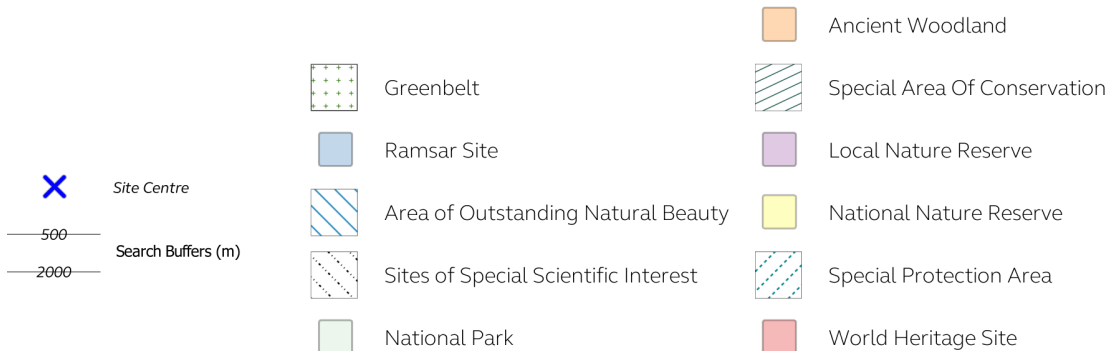 Site Centre
500
Search Buffers (m)
2000
Greenbelt
Ramsar Site
Area of Outstanding Natural Beauty
Sites of Special Scientific Interest
National Park
Ancient Woodland
Special Area Of Conservation
Local Nature Reserve
National Nature Reserve
Special Protection Area
World Heritage Site